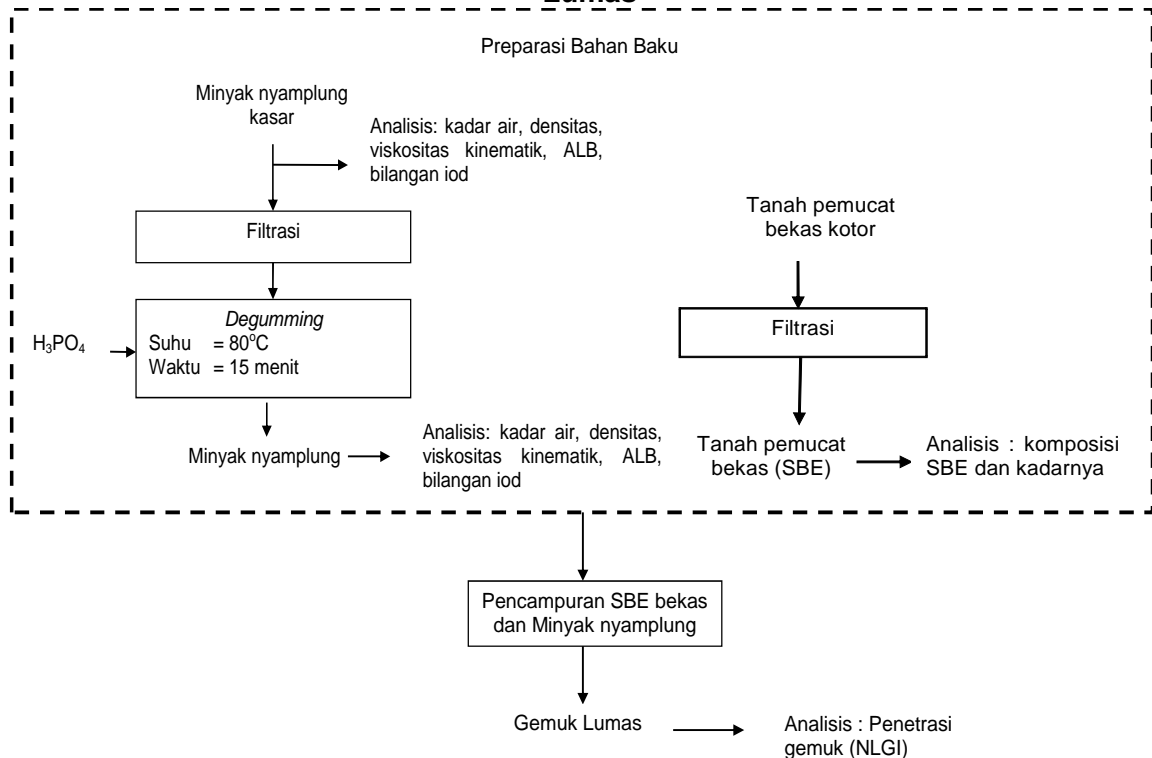 Preparasi Bahan Baku
Minyak nyamplung
kasar
Analisis: kadar air, densitas,
viskositas kinematik, ALB,
bilangan iod
Filtrasi
H3PO4
Degumming
Suhu = 80oC
Waktu = 15 menit
Minyak nyamplung
Analisis: kadar air, densitas,
viskositas kinematik, ALB,
bilangan iod
Tanah pemucat
bekas kotor
Filtrasi
Tanah pemucat
bekas (SBE)
Analisis : komposisi
SBE dan kadarnya
Pencampuran SBE bekas
dan Minyak nyamplung
Gemuk Lumas
Analisis : Penetrasi
gemuk (NLGI)